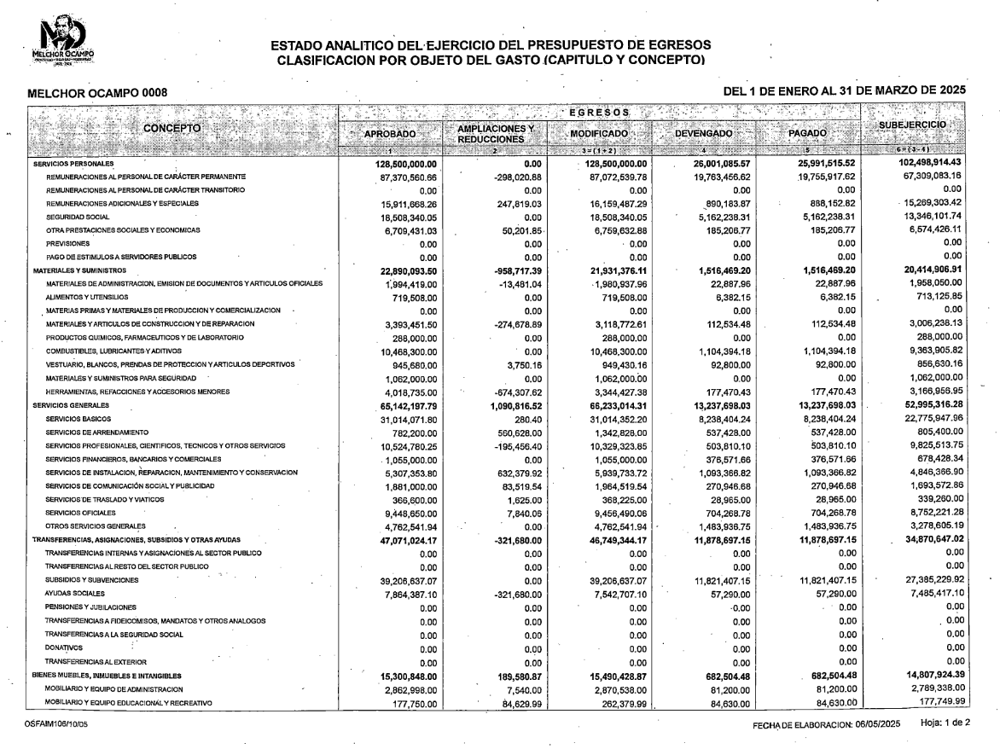 MELCHOR OCAMPO
ESTADO ANALITICO DEL EJERCICIO DEL PRESUPUESTO DE EGRESOS
CLASIFICACION POR OBJETO DEL GASTO (CAPITULO Y CONCEPTO)
MELCHOR OCAMPO 0008 DEL 1 DE ENERO AL 31 DE MARZO DE 2025
CONCEPTO EGRESOS SUBEJERCICIO
APROBADO AMPLIACIONES Y REDUCCIONES MODIFICADO DEVENGADO PAGADO
1 2 3=(1+2) 4 5 6=(3-4)
SERVICIOS PERSONALES 128,500,000.00 0.00 128,500,000.00 26,001,085.57 25,991,515.52 102,498,914.43
REMUNERACIONES AL PERSONAL DE CARÁCTER PERMANENTE 87,370,560.66 -298,020.88 87,072,539.78 19,763,456.62 19,755,917.62 67,309,083.16
REMUNERACIONES AL PERSONAL DE CARÁCTER TRANSITORIO 0.00 0.00 0.00 0.00 0.00 0.00
REMUNERACIONES ADICIONALES Y ESPECIALES 15,911,668.26 247,819.03 16,159,487.29 890,183.87 888,152.82 15,269,303.42
SEGURIDAD SOCIAL 18,508,340.05 0.00 18,508,340.05 5,162,238.31 5,162,238.31 13,346,101.74
OTRA PRESTACIONES SOCIALES Y ECONOMICAS 6,709,431.03 50,201.85 6,759,632.88 185,206.77 185,206.77 6,574,426.11
PREVISIONES 0.00 0.00 0.00 0.00 0.00 0.00
PAGO DE ESTIMULOS A SERVIDORES PUBLICOS 0.00 0.00 0.00 0.00 0.00 0.00
MATERIALES Y SUMINISTROS 22,890,093.50 -958,717.39 21,931,376.11 1,516,469.20 1,516,469.20 20,414,906.91
MATERIALES DE ADMINISTRACION, EMISION DE DOCUMENTOS Y ARTICULOS OFICIALES 1,994,419.00 -13,481.04 1,980,937.96 22,887.96 22,887.96 1,958,050.00
ALIMENTOS Y UTENSILIOS 719,508.00 0.00 719,508.00 6,382.15 6,382.15 713,125.85
MATERIAS PRIMAS Y MATERIALES DE PRODUCCION Y COMERCIALIZACION 0.00 0.00 0.00 0.00 0.00 0.00
MATERIALES Y ARTICULOS DE CONSTRUCCION Y DE REPARACION 3,393,451.50 -274,678.89 3,118,772.61 112,534.48 112,534.48 3,006,238.13
PRODUCTOS QUIMICOS, FARMACEUTICOS Y DE LABORATORIO 288,000.00 0.00 288,000.00 0.00 0.00 288,000.00
COMBUSTIBLES, LUBRICANTES Y ADITIVOS 10,468,300.00 0.00 10,468,300.00 1,104,394.18 1,104,394.18 9,363,905.82
VESTUARIO, BLANCOS, PRENDAS DE PROTECCION Y ARTICULOS DEPORTIVOS 945,680.00 3,750.16 949,430.16 92,800.00 92,800.00 856,630.16
MATERIALES Y SUMINISTROS PARA SEGURIDAD 1,062,000.00 0.00 1,062,000.00 0.00 0.00 1,062,000.00
HERRAMIENTAS, REFACCIONES Y ACCESORIOS MENORES 4,018,735.00 -674,307.62 3,344,427.38 177,470.43 177,470.43 3,166,956.95
SERVICIOS GENERALES 65,142,197.79 1,090,816.52 66,233,014.31 13,237,698.03 13,237,698.03 52,995,316.28
SERVICIOS BASICOS 31,014,071.80 280.40 31,014,352.20 8,238,404.24 8,238,404.24 22,775,947.96
SERVICIOS DE ARRENDAMIENTO 782,200.00 560,628.00 1,342,828.00 537,428.00 537,428.00 805,400.00
SERVICIOS PROFESIONALES, CIENTIFICOS, TECNICOS Y OTROS SERVICIOS 10,524,780.25 -195,456.40 10,329,323.85 503,810.10 503,810.10 9,825,513.75
SERVICIOS FINANCIEROS, BANCARIOS Y COMERCIALES 1,055,000.00 0.00 1,055,000.00 376,571.66 376,571.66 678,428.34
SERVICIOS DE INSTALACION, REPARACION, MANTENIMIENTO Y CONSERVACION 5,307,353.80 632,379.92 5,939,733.72 1,093,366.82 1,093,366.82 4,846,366.90
SERVICIOS DE COMUNICACIÓN SOCIAL Y PUBLICIDAD 1,881,000.00 83,519.54 1,964,519.54 270,946.68 270,946.68 1,693,572.86
SERVICIOS DE TRASLADO Y VIATICOS 366,600.00 1,625.00 368,225.00 28,965.00 28,965.00 339,260.00
SERVICIOS OFICIALES 9,448,650.00 7,840.06 9,456,490.06 704,268.78 704,268.78 8,752,221.28
OTROS SERVICIOS GENERALES 4,762,541.94 0.00 4,762,541.94 1,483,936.75 1,483,936.75 3,278,605.19
TRANSFERENCIAS, ASIGNACIONES, SUBSIDIOS Y OTRAS AYUDAS 47,071,024.17 -321,680.00 46,749,344.17 11,878,697.15 11,878,697.15 34,870,647.02
TRANSFERENCIAS INTERNAS Y ASIGNACIONES AL SECTOR PUBLICO 0.00 0.00 0.00 0.00 0.00 0.00
TRANSFERENCIAS AL RESTO DEL SECTOR PUBLICO 0.00 0.00 0.00 0.00 0.00 0.00
SUBSIDIOS Y SUBVENCIONES 39,206,637.07 0.00 39,206,637.07 11,821,407.15 11,821,407.15 27,385,229.92
AYUDAS SOCIALES 7,864,387.10 -321,680.00 7,542,707.10 57,290.00 57,290.00 7,485,417.10
PENSIONES Y JUBILACIONES 0.00 0.00 0.00 0.00 0.00 0.00
TRANSFERENCIAS A FIDEICOMISOS, MANDATOS Y OTROS ANALOGOS 0.00 0.00 0.00 0.00 0.00 0.00
TRANSFERENCIAS A LA SEGURIDAD SOCIAL 0.00 0.00 0.00 0.00 0.00 0.00
DONATIVOS 0.00 0.00 0.00 0.00 0.00 0.00
TRANSFERENCIAS AL EXTERIOR 0.00 0.00 0.00 0.00 0.00 0.00
BIENES MUEBLES, INMUEBLES E INTANGIBLES 15,300,848.00 189,580.87 15,490,428.87 682,504.48 682,504.48 14,807,924.39
MOBILIARIO Y EQUIPO DE ADMINISTRACION 2,862,998.00 7,540.00 2,870,538.00 81,200.00 81,200.00 2,789,338.00
MOBILIARIO Y EQUIPO EDUCACIONAL Y RECREATIVO 177,750.00 84,629.99 262,379.99 84,630.00 84,630.00 177,749.99
OSFAIM106/10/05 FECHA DE ELABORACION: 06/05/2025 Hoja: 1 de 2